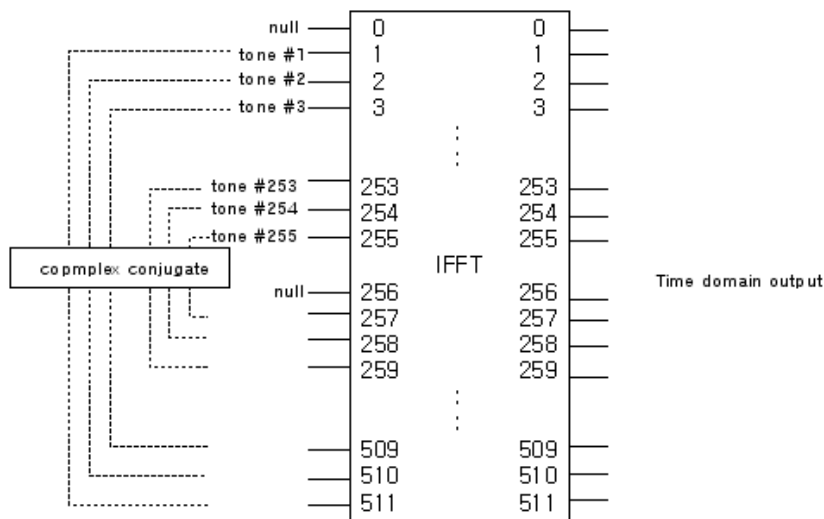 null 0 0
tone #1 1 1
tone #2 2 2
tone #3 3 3
tone #253 253 253
tone #254 254 254
tone #255 255 255
copmplex conjugate
IFFT
Time domain output
null 256 256
257 257
258 258
259 259
509 509
510 510
511 511